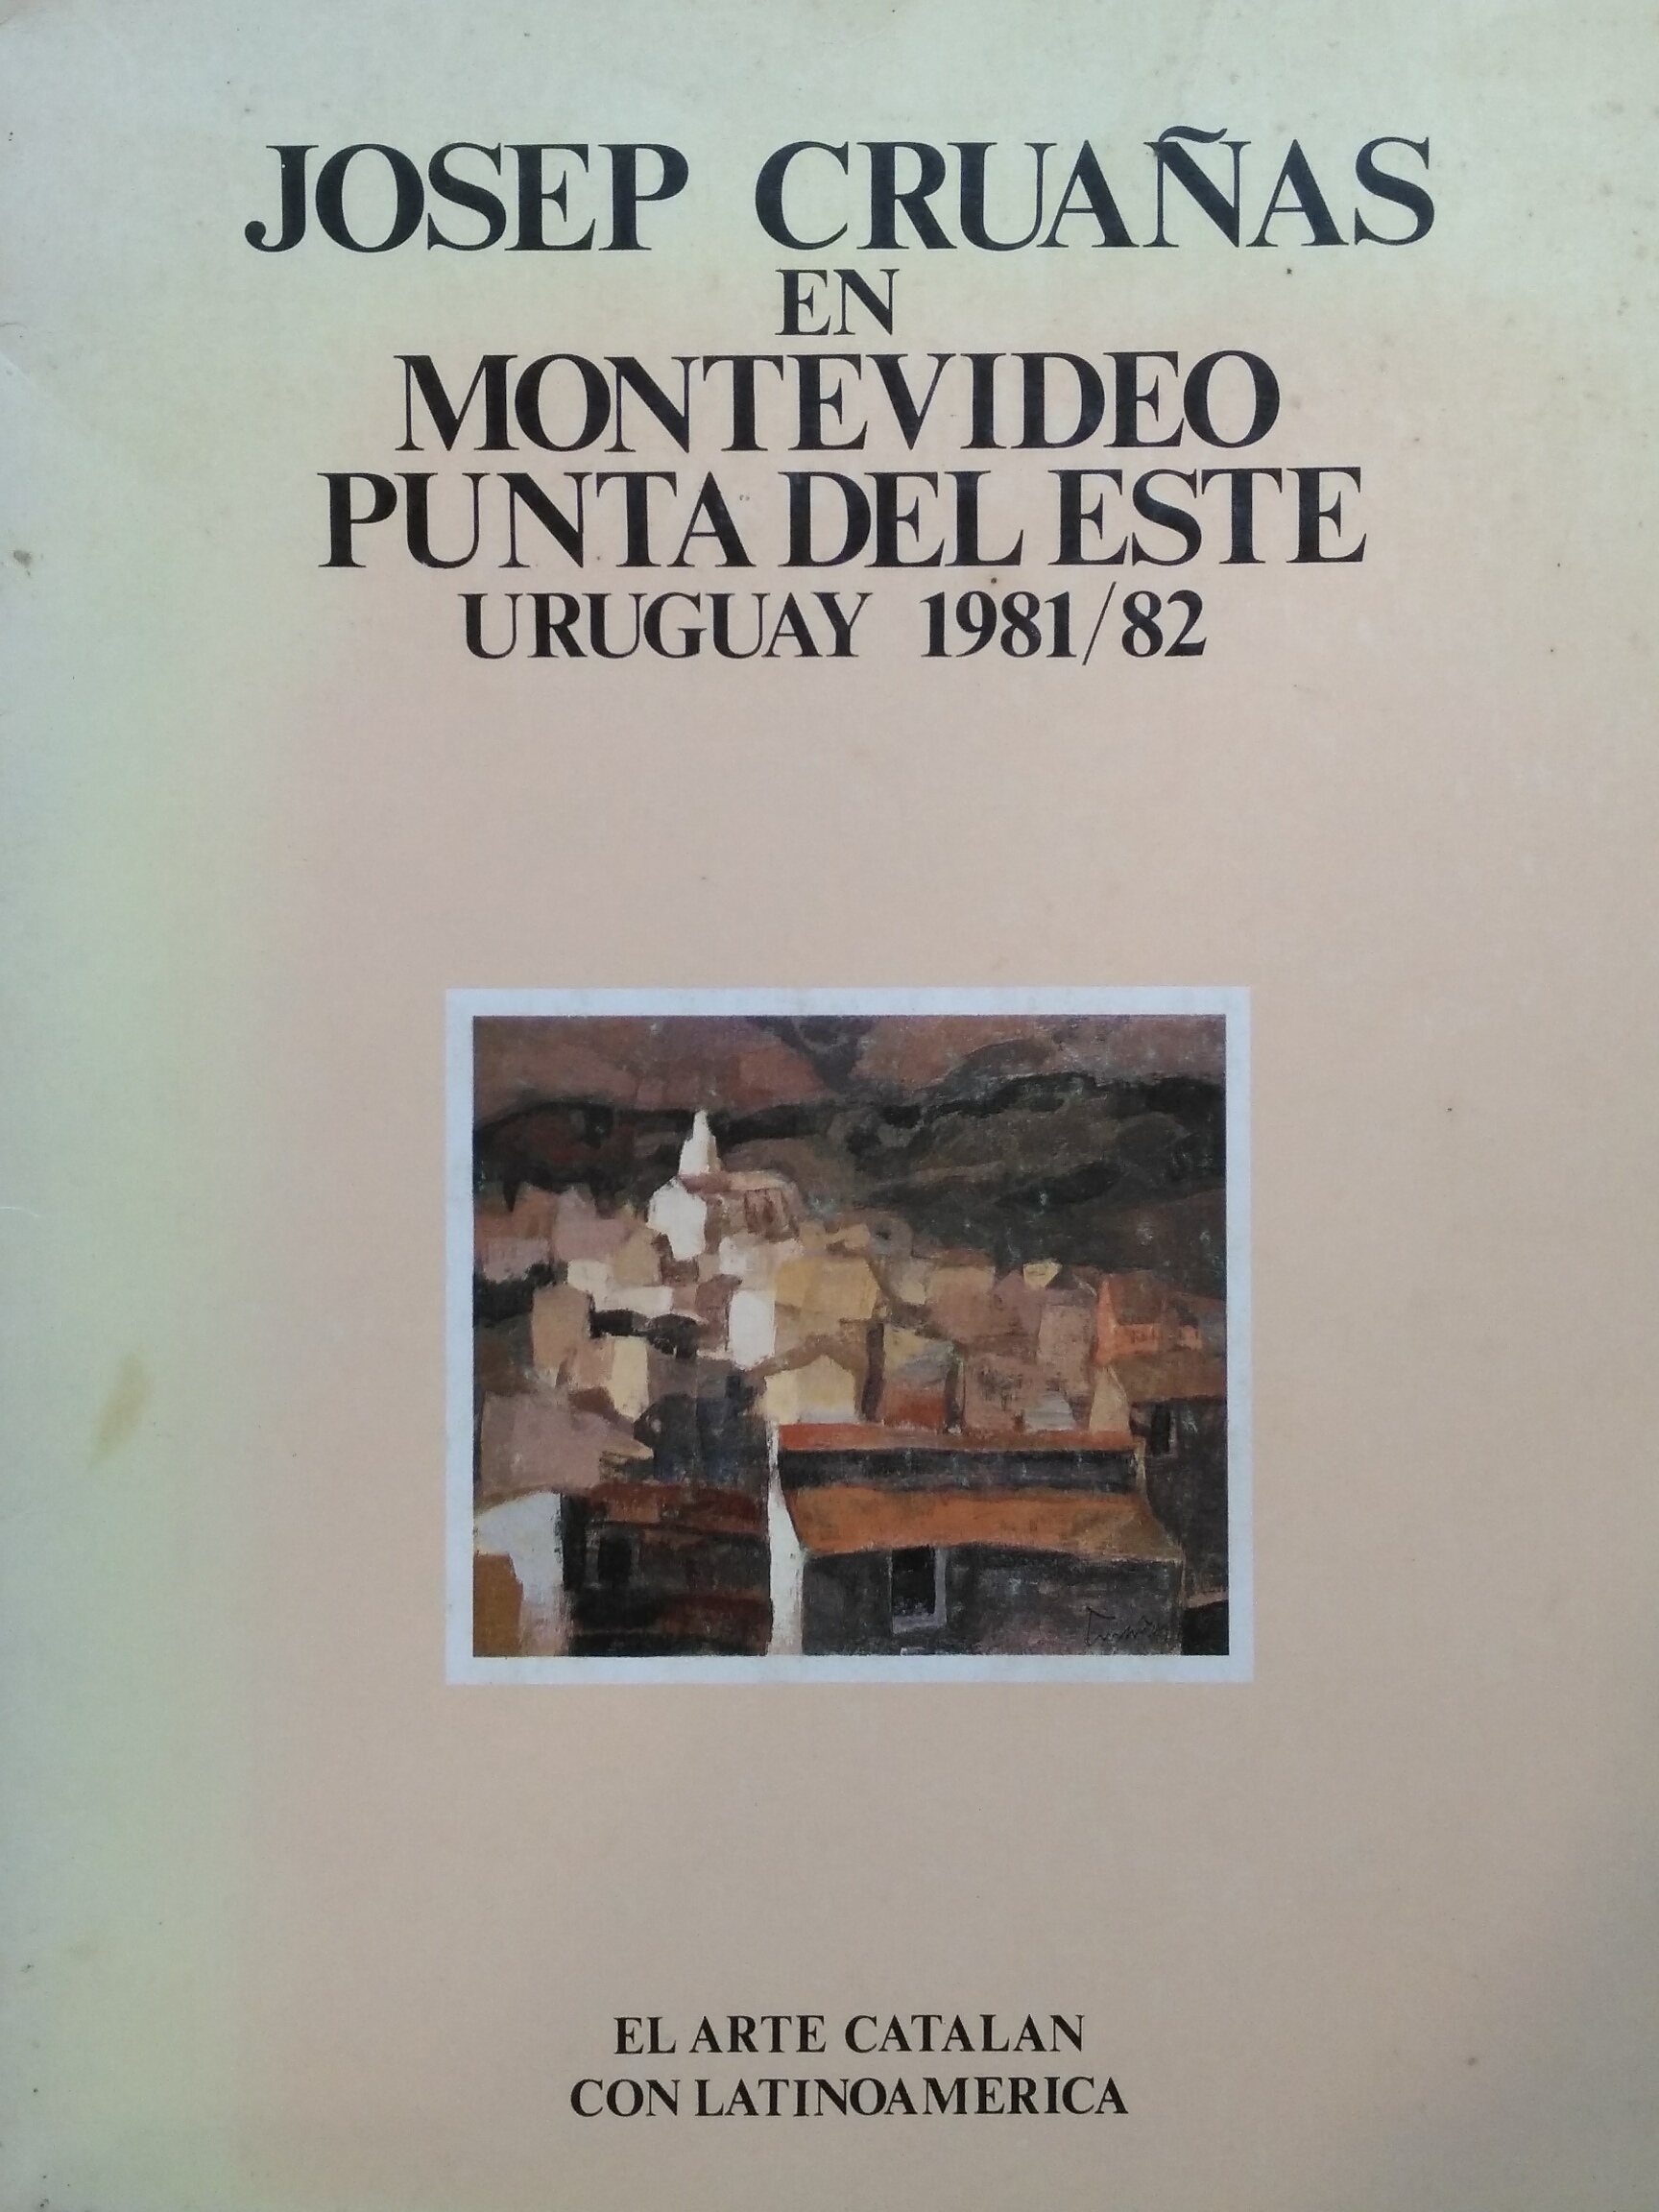 JOSEP CRUAÑAS
EN
MONTEVIDEO
PUNTA DEL ESTE
URUGUAY 1981/82
EL ARTE CATALAN
CON LATINOAMERICA